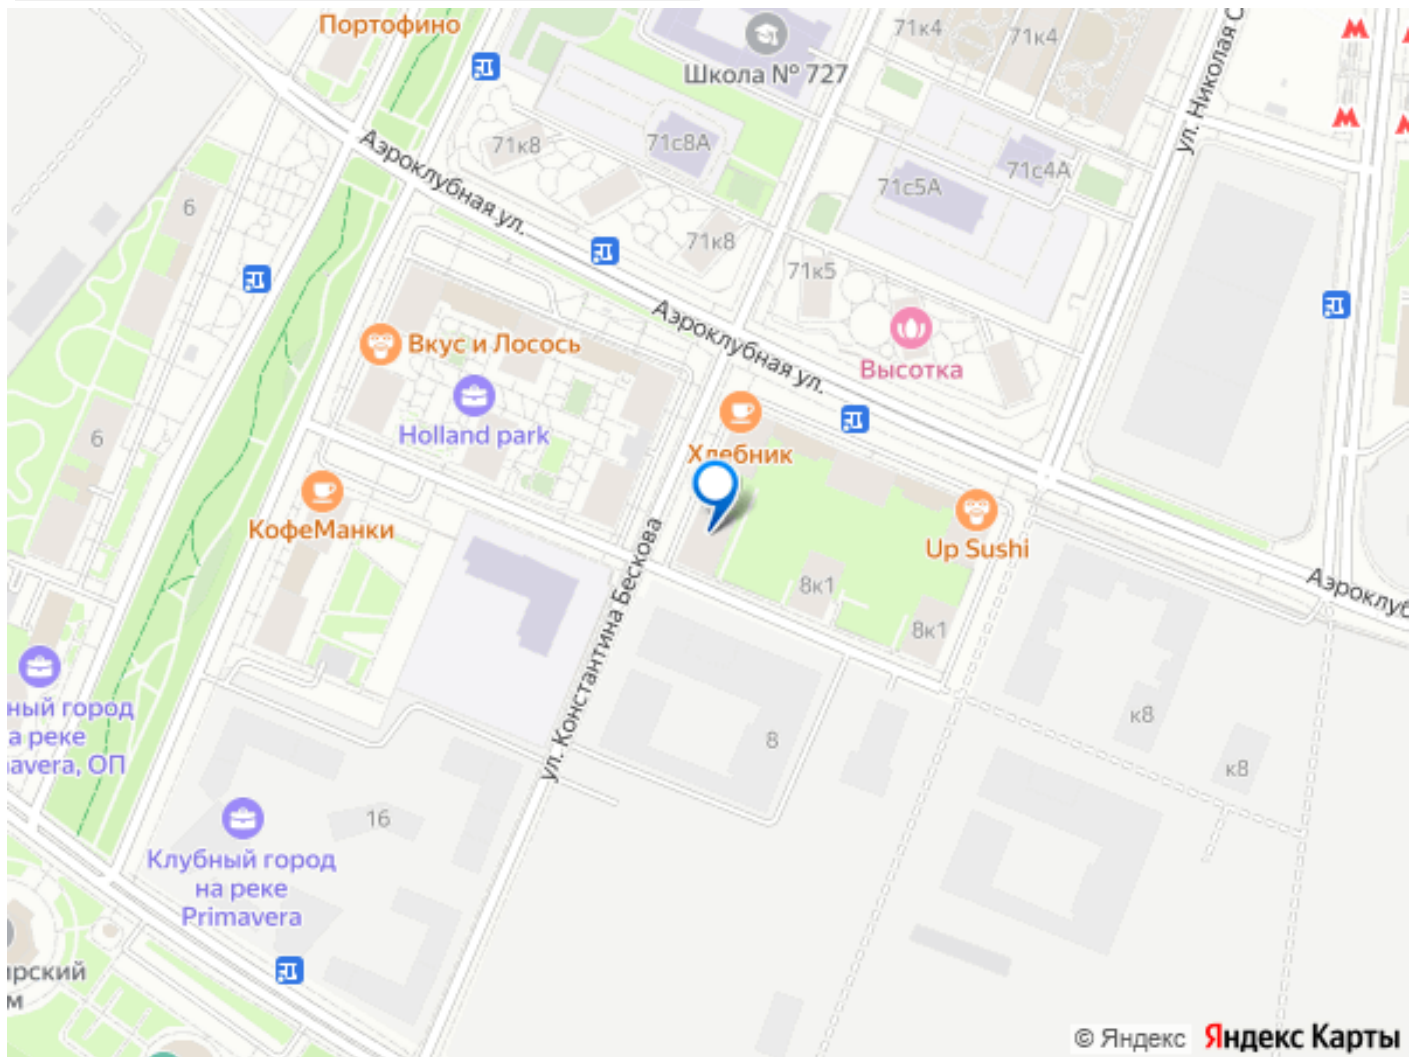 Портофино
71к4
71к4
Школа № 727
ул. Николая С
71к8
71с8А
71с4А
71с5А
Аэроклубная ул.
6
71к8
71к5
Аэроклубная ул.
Вкус и Лосось
Высотка
Holland park
6
Хлебник
КофеМанки
Up Sushi
ул. Константина Бескова
8к1
8к1
Аэроклуб
ный город
а реке
avera, ОП
8
к8
к8
16
Клубный город
на реке
Primavera
ирский
м
© Яндекс Яндекс Карты